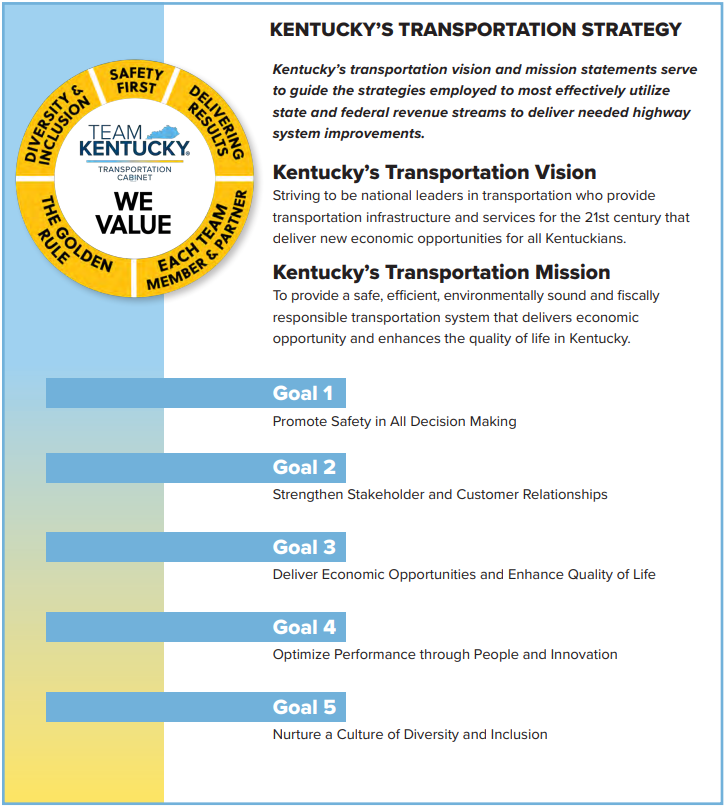 KENTUCKY'S TRANSPORTATION STRATEGY
Kentucky's transportation vision and mission statements serve
to guide the strategies employed to most effectively utilize
state and federal revenue streams to deliver needed highway
system improvements.
SAFETY
FIRST
DELIVERING
RESULTS
EACH TEAM
MEMBER & PARTNER
THE GOLDEN
RULE
DIVERSITY &
INCLUSION
TEAM
KENTUCKY®
TRANSPORTATION
CABINET
WE
VALUE
Kentucky's Transportation Vision
Striving to be national leaders in transportation who provide
transportation infrastructure and services for the 21st century that
deliver new economic opportunities for all Kentuckians.
Kentucky's Transportation Mission
To provide a safe, efficient, environmentally sound and fiscally
responsible transportation system that delivers economic
opportunity and enhances the quality of life in Kentucky.
Goal 1
Promote Safety in All Decision Making
Goal 2
Strengthen Stakeholder and Customer Relationships
Goal 3
Deliver Economic Opportunities and Enhance Quality of Life
Goal 4
Optimize Performance through People and Innovation
Goal 5
Nurture a Culture of Diversity and Inclusion